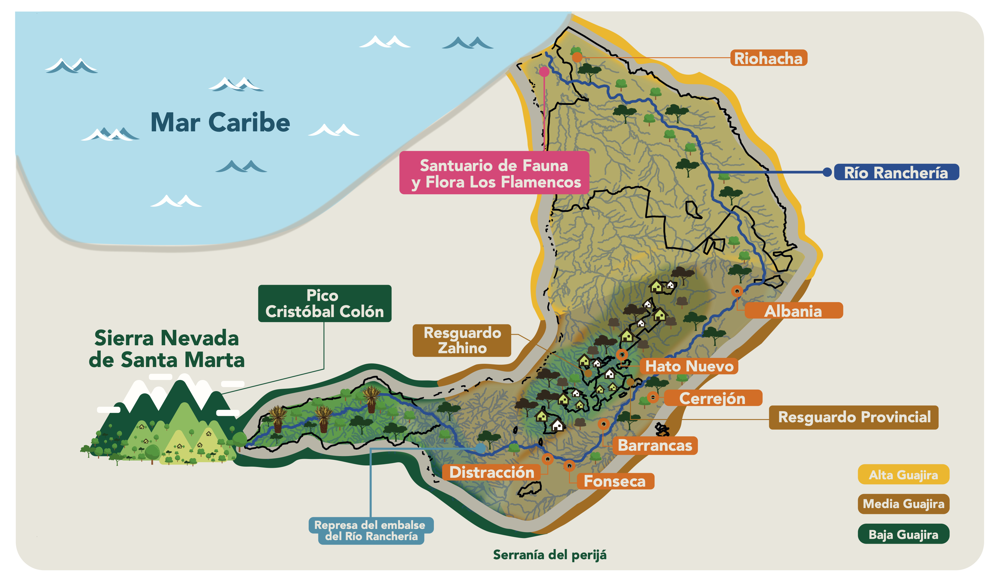 Riohacha
Mar Caribe
Santuario de Fauna
y Flora Los Flamencos
Río Ranchería
Pico
Cristóbal Colón
Albania
Sierra Nevada
de Santa Marta
Resguardo
Zahino
Hato Nuevo
Cerrejón
Resguardo Provincial
Barrancas
Distracción
Fonseca
Alta Guajira
Media Guajira
Baja Guajira
Represa del embalse
del Río Ranchería
Serranía del perijá